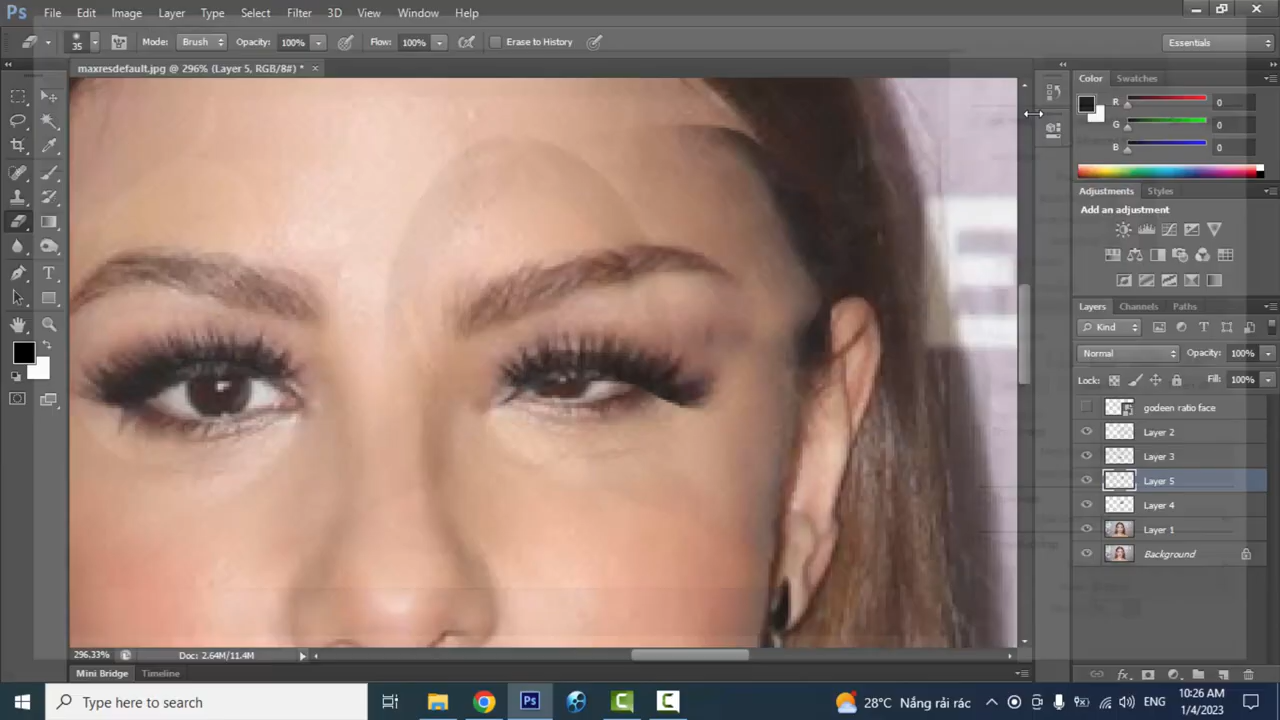 Ps File Edit Image Layer Type Select Filter 3D View Window Help
35 Mode: Brush Opacity: 100% Flow: 100% Erase to History Essentials
maxresdefault.jpg @ 296% (Layer 5, RGB/8#) * ×
Color Swatches
R 0
G 0
B 0
Adjustments Styles
Add an adjustment
Layers Channels Paths
Kind
Normal Opacity: 100%
Lock: Fill: 100%
godeen ratio face
Layer 2
Layer 3
Layer 5
Layer 4
Layer 1
Background
296.33% Doc: 2.64M/11.4M
Mini Bridge Timeline
Type here to search Ps 28°C Nắng rải rác ENG 10:26 AM 1/4/2023